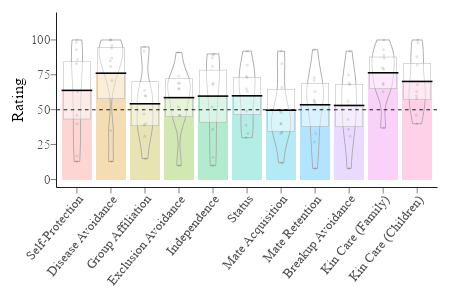 Rating
100
75
50
25
0
Self-Protection
Disease Avoidance
Group Affiliation
Exclusion Avoidance
Independence
Status
Mate Acquisition
Mate Retention
Breakup Avoidance
Kin Care (Family)
Kin Care (Children)